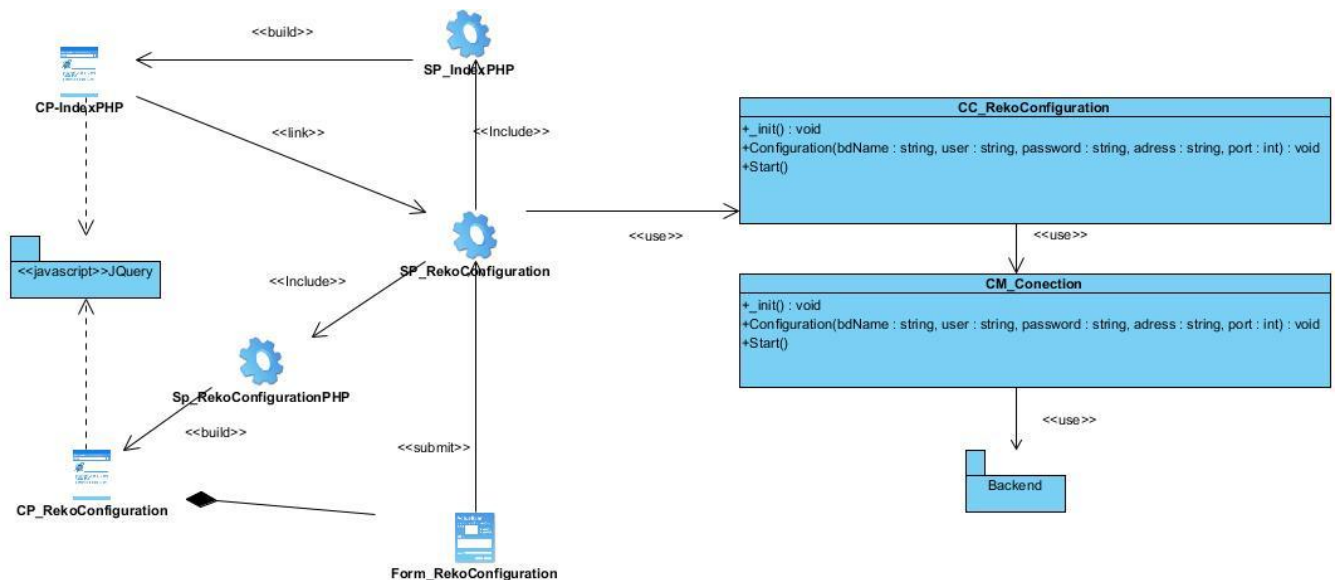 <<build>>
SP_IndexPHP
CP-IndexPHP
<<link>>
<<Include>>
CC_RekoConfiguration
+_init() : void
+Configuration(bdName : string, user : string, password : string, adress : string, port : int) : void
+Start()
<<use>>
SP_RekoConfiguration
<<use>>
<<javascript>>JQuery
<<Include>>
CM_Conection
+_init() : void
+Configuration(bdName : string, user : string, password : string, adress : string, port : int) : void
+Start()
Sp_RekoConfigurationPHP
<<build>>
<<submit>>
<<use>>
Backend
CP_RekoConfiguration
Form_RekoConfiguration